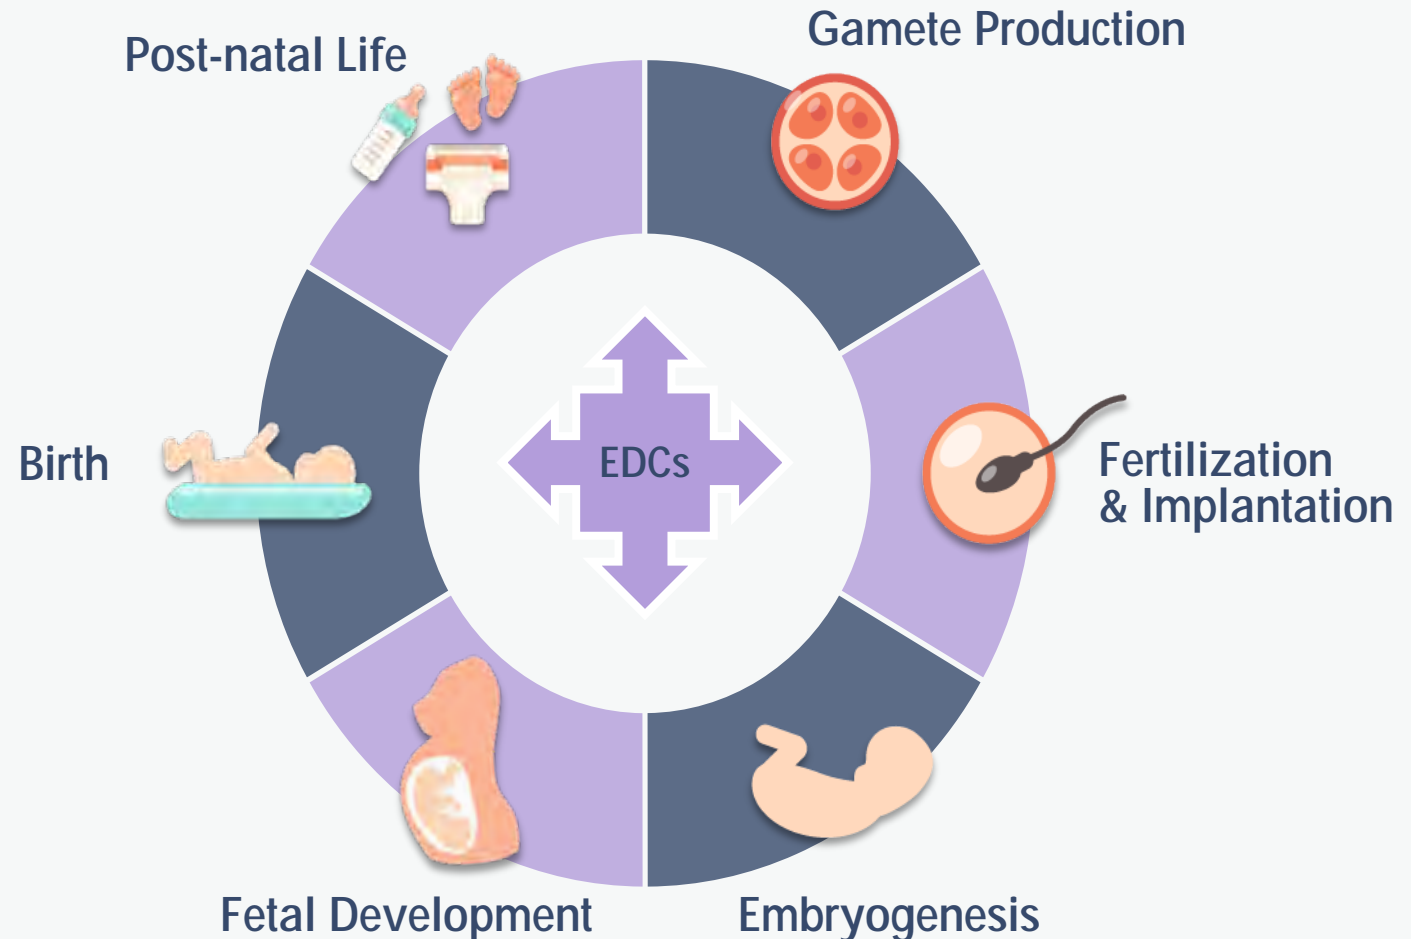 Gamete Production
Post-natal Life
EDCs
Birth
Fertilization
& Implantation
Fetal Development
Embryogenesis